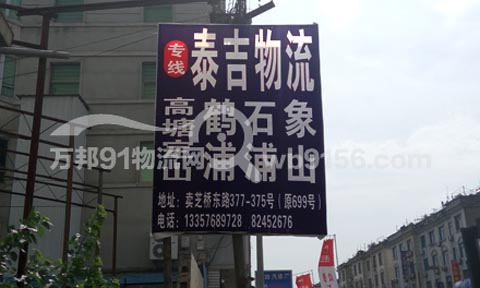 专线
泰吉物流
高塘岙
鹤浦
石浦
象山
地址：卖芝桥东路377-375号（原699号）
电话：13357689728 82452676
万邦91物流网